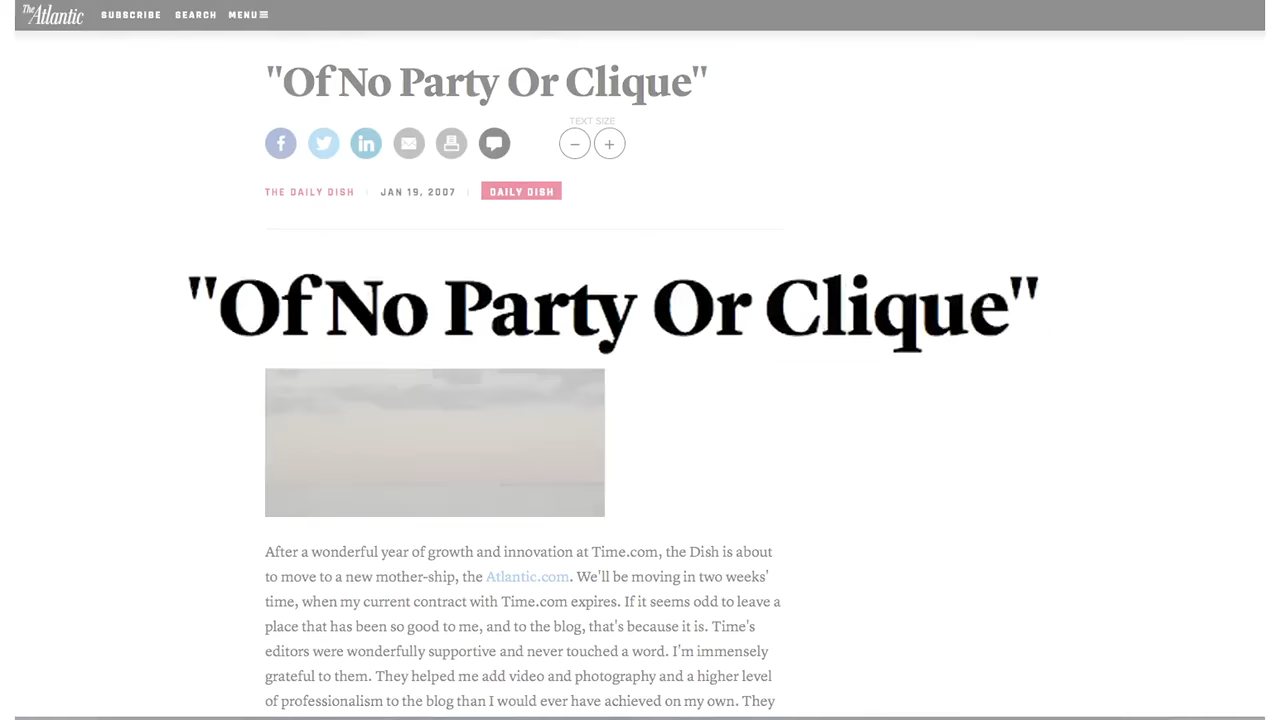 The Atlantic SUBSCRIBE SEARCH MENU
"Of No Party Or Clique"
TEXT SIZE
− +
THE DAILY DISH | JAN 19, 2007 | DAILY DISH
"Of No Party Or Clique"
After a wonderful year of growth and innovation at Time.com, the Dish is about
to move to a new mother-ship, the Atlantic.com. We'll be moving in two weeks'
time, when my current contract with Time.com expires. If it seems odd to leave a
place that has been so good to me, and to the blog, that's because it is. Time's
editors were wonderfully supportive and never touched a word. I'm immensely
grateful to them. They helped me add video and photography and a higher level
of professionalism to the blog than I would ever have achieved on my own. They